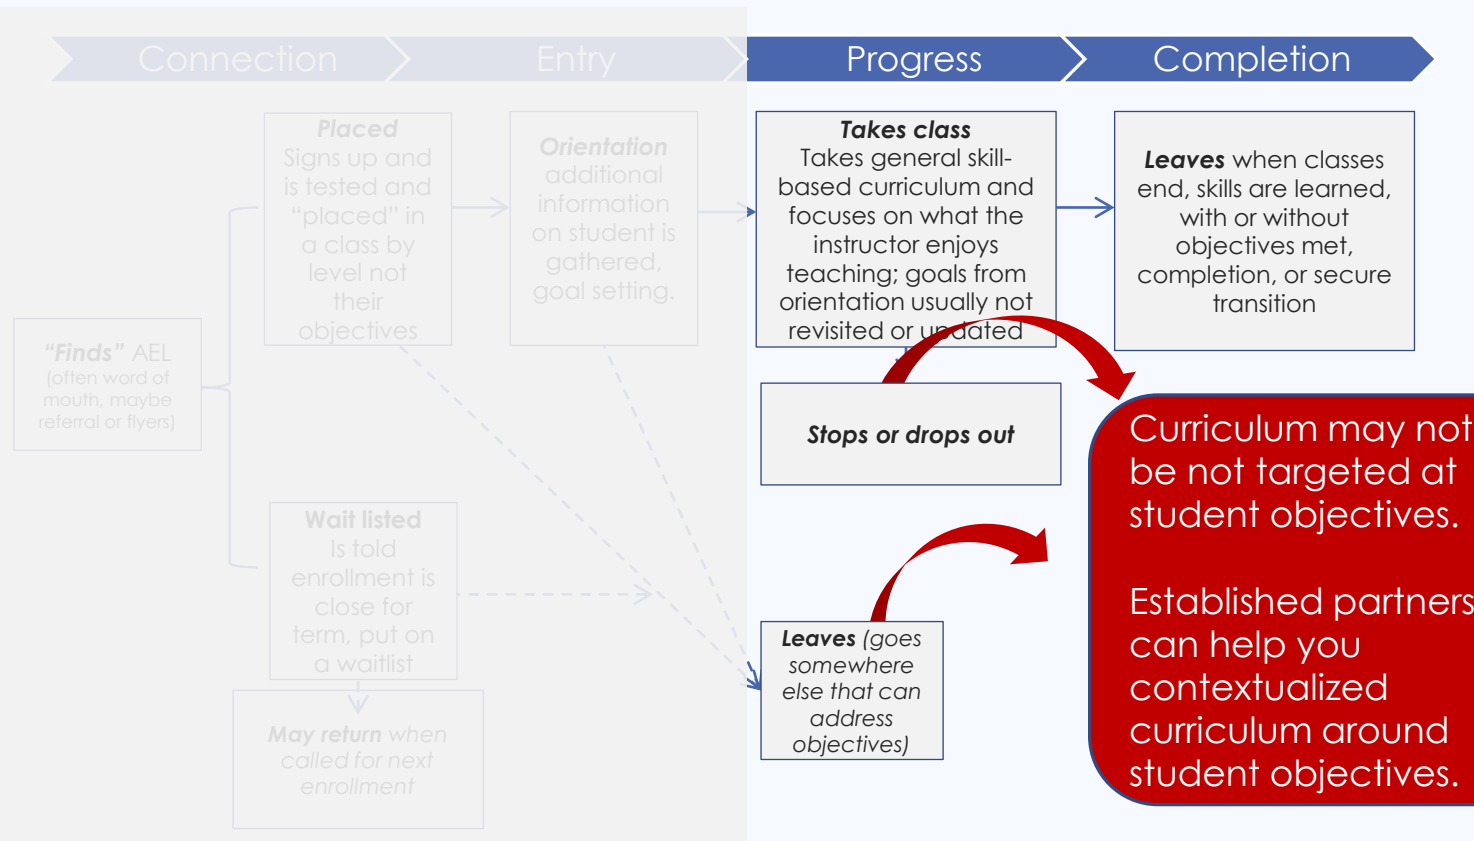 Connection
Entry
Progress
Completion
Placed
Signs up and
is tested and
“placed” in
a class by
level not
their
objectives
Orientation
additional
information
on student is
gathered,
goal setting.
Takes class
Takes general skill-
based curriculum and
focuses on what the
instructor enjoys
teaching; goals from
orientation usually not
revisited or updated
Leaves when classes
end, skills are learned,
with or without
objectives met,
completion, or secure
transition
“Finds” AEL
(often word of
mouth, maybe
referral or flyers)
Stops or drops out
Curriculum may not
be not targeted at
student objectives.
Established partners
can help you
contextualized
curriculum around
student objectives.
Wait listed
Is told
enrollment is
close for
term, put on
a waitlist
Leaves (goes
somewhere
else that can
address
objectives)
May return when
called for next
enrollment